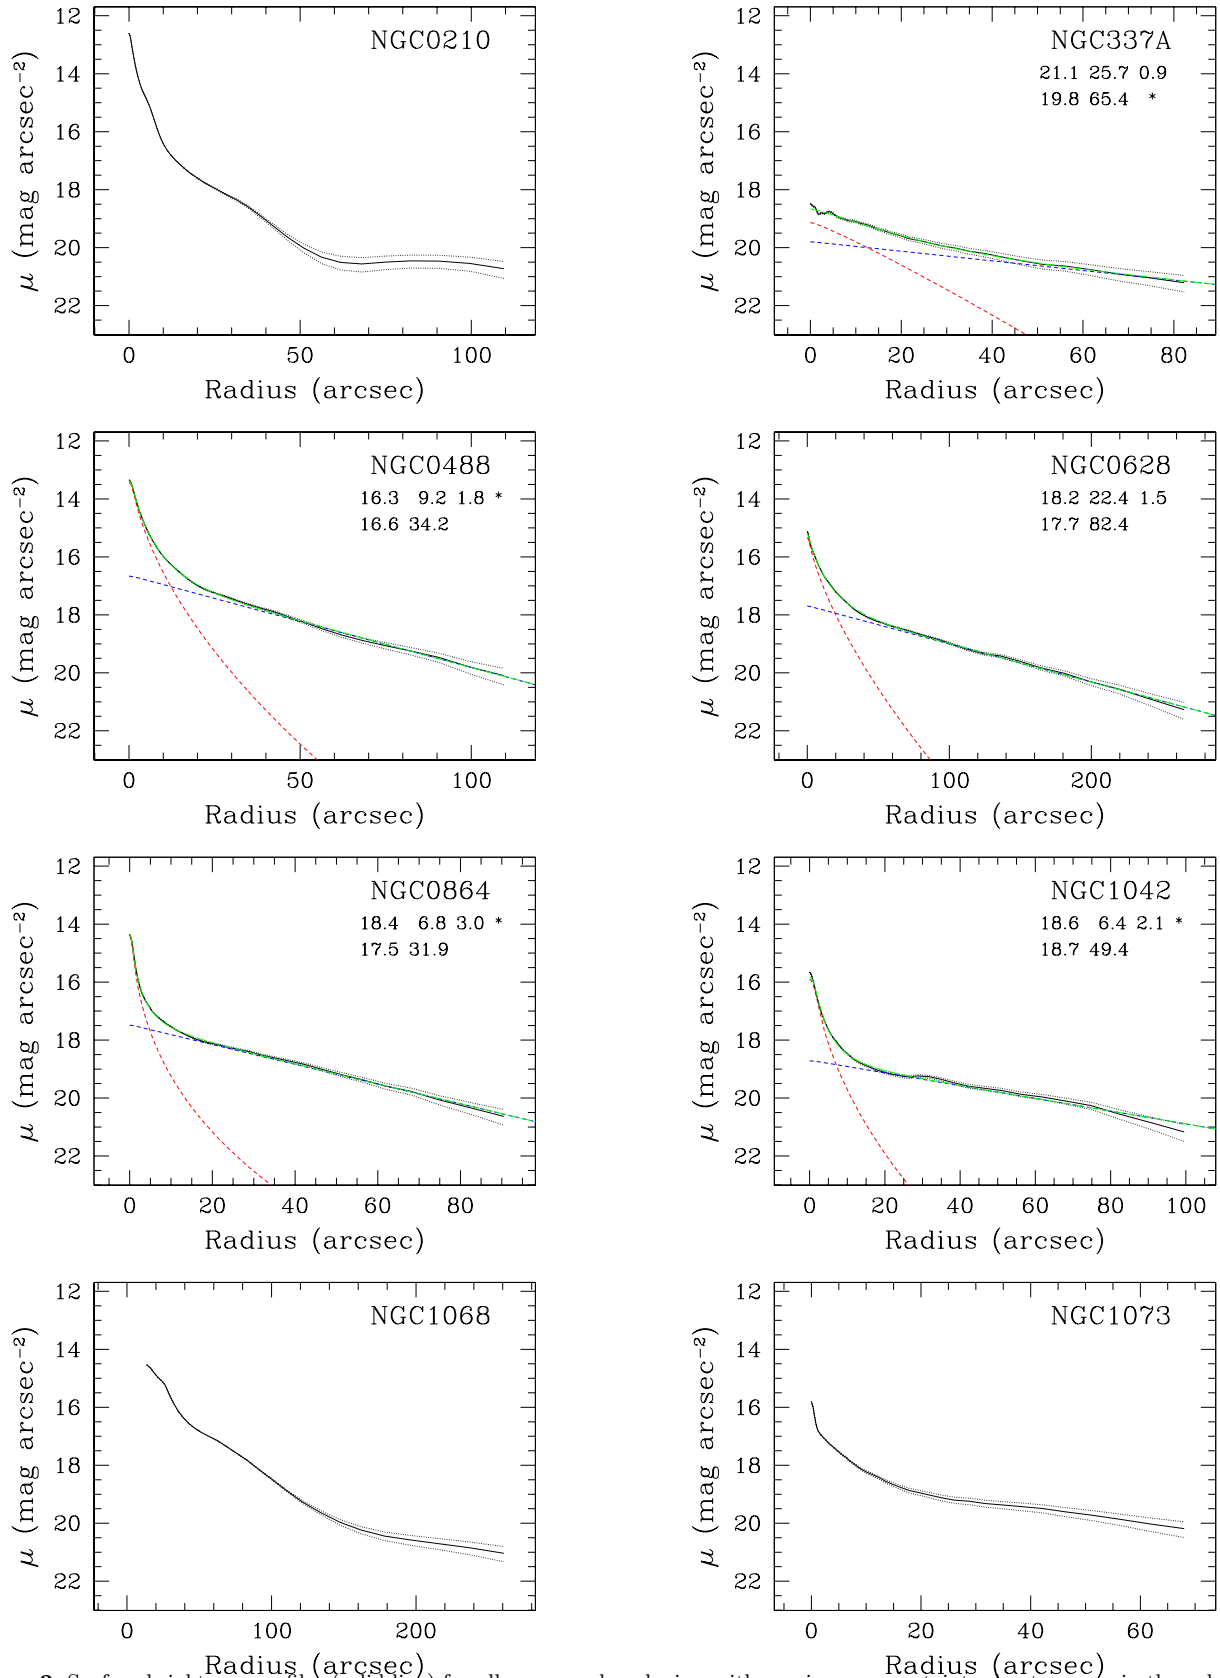 NGC0210
12
14
16
18
20
22
μ (mag arcsec⁻²)
0 50 100
Radius (arcsec)
NGC337A
21.1 25.7 0.9
19.8 65.4 *
12
14
16
18
20
22
μ (mag arcsec⁻²)
0 20 40 60 80
Radius (arcsec)
NGC0488
16.3 9.2 1.8 *
16.6 34.2
12
14
16
18
20
22
μ (mag arcsec⁻²)
0 50 100
Radius (arcsec)
NGC0628
18.2 22.4 1.5
17.7 82.4
12
14
16
18
20
22
μ (mag arcsec⁻²)
0 100 200
Radius (arcsec)
NGC0864
18.4 6.8 3.0 *
17.5 31.9
12
14
16
18
20
22
μ (mag arcsec⁻²)
0 20 40 60 80
Radius (arcsec)
NGC1042
18.6 6.4 2.1 *
18.7 49.4
12
14
16
18
20
22
μ (mag arcsec⁻²)
0 20 40 60 80 100
Radius (arcsec)
NGC1068
12
14
16
18
20
22
μ (mag arcsec⁻²)
0 100 200
Radius (arcsec)
NGC1073
12
14
16
18
20
22
μ (mag arcsec⁻²)
0 20 40 60
Radius (arcsec)